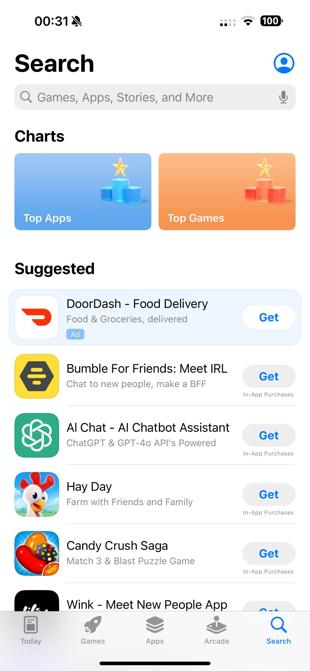 00:31
100
Search
Games, Apps, Stories, and More
Charts
Top Apps
Top Games
Suggested
DoorDash - Food Delivery
Food & Groceries, delivered
Ad
Get
Bumble For Friends: Meet IRL
Chat to new people, make a BFF
Get
In-App Purchases
AI Chat - AI Chatbot Assistant
ChatGPT & GPT-4o API's Powered
Get
In-App Purchases
Hay Day
Farm with Friends and Family
Get
In-App Purchases
Candy Crush Saga
Match 3 & Blast Puzzle Game
Get
In-App Purchases
Wink - Meet New People App
Get
Today
Games
Apps
Arcade
Search